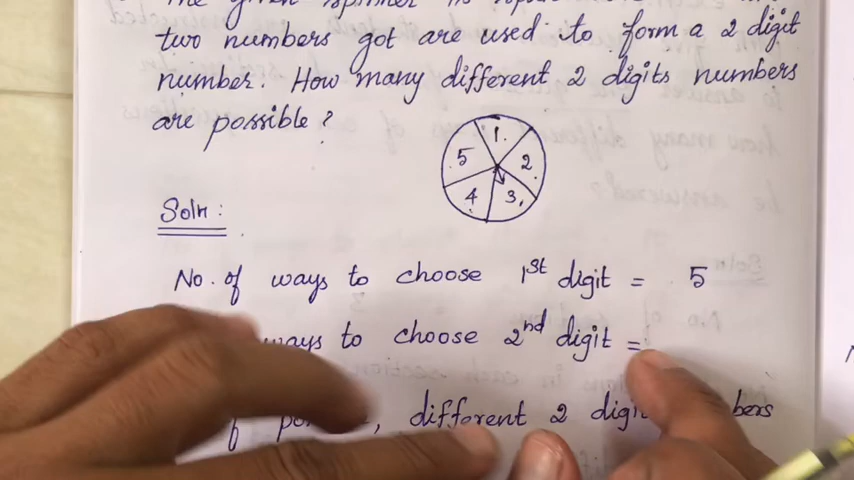 two numbers got are used to form a 2 digit
number. How many different 2 digits numbers
are possible?
1
5
2
4
3
Soln:
No. of ways to choose 1st digit = 5
ways to choose 2nd digit =
different 2